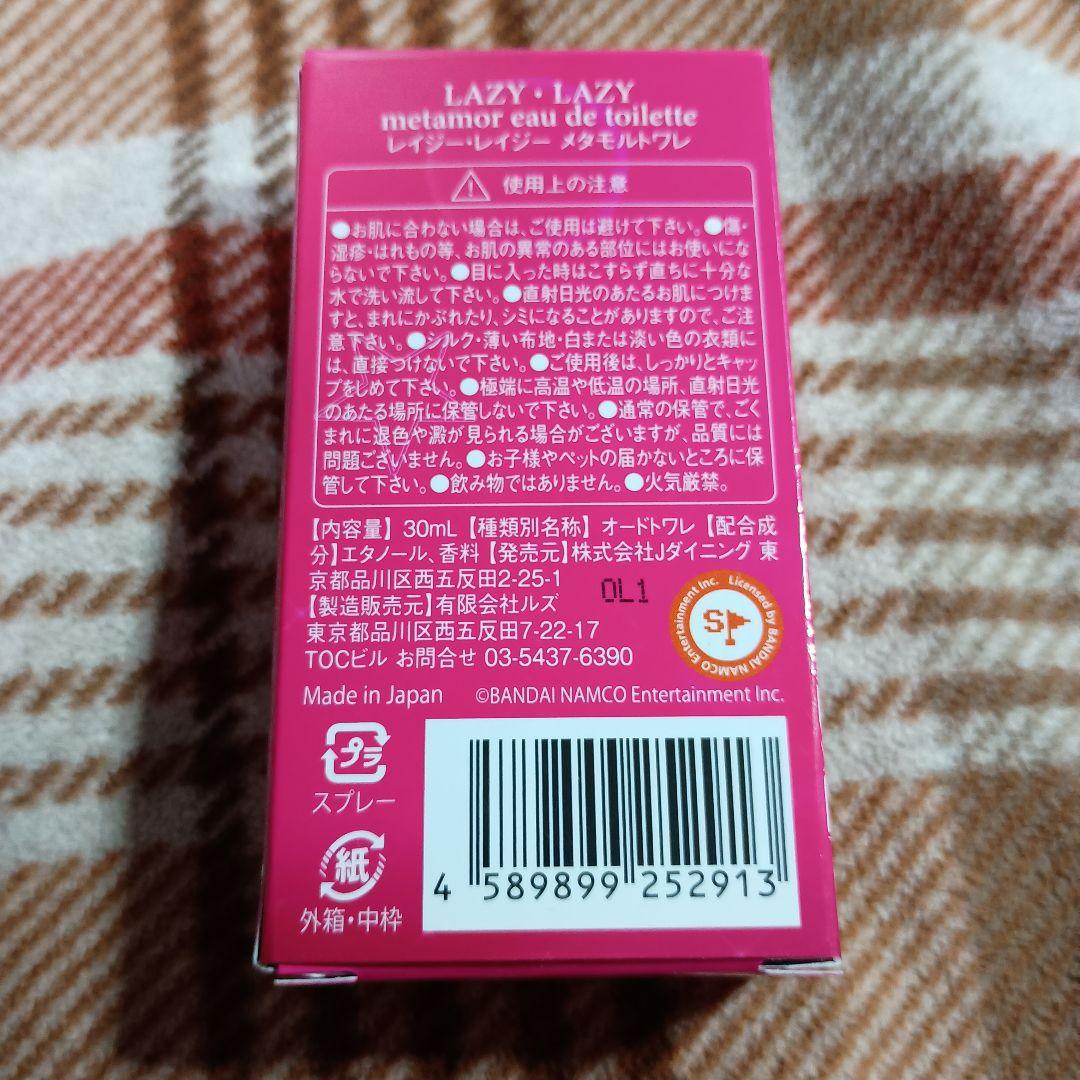 LAZY・LAZY
metamor eau de toilette
レイジー・レイジー メタモルトワレ
使用上の注意
●お肌に合わない場合は、ご使用は避けて下さい。●傷・
湿疹・はれもの等、お肌の異常のある部位にはお使いにな
らないで下さい。●目に入った時はこすらず直ちに十分な
水で洗い流して下さい。●直射日光のあたるお肌につけま
すと、まれにかぶれたり、シミになることがありますので、ご注
意下さい。●シルク・薄い布地・白または淡い色の衣類に
は、直接つけないで下さい。●ご使用後は、しっかりとキャッ
プをしめて下さい。●極端に高温や低温の場所、直射日光
のあたる場所に保管しないで下さい。●通常の保管で、ごく
まれに退色や澱が見られる場合がございますが、品質には
問題ございません。●お子様やペットの届かないところに保
管して下さい。●飲み物ではありません。●火気厳禁。
【内容量】 30mL 【種類別名称】 オードトワレ 【配合成
分】エタノール、香料 【発売元】株式会社Jダイニング 東
京都品川区西五反田2-25-1
【製造販売元】有限会社ルズ
東京都品川区西五反田7-22-17
TOCビル お問合せ 03-5437-6390
0L1
Licensed by BANDAI NAMCO Entertainment Inc.
S
Made in Japan ©BANDAI NAMCO Entertainment Inc.
プラ
スプレー
紙
外箱・中枠
4 589899 252913